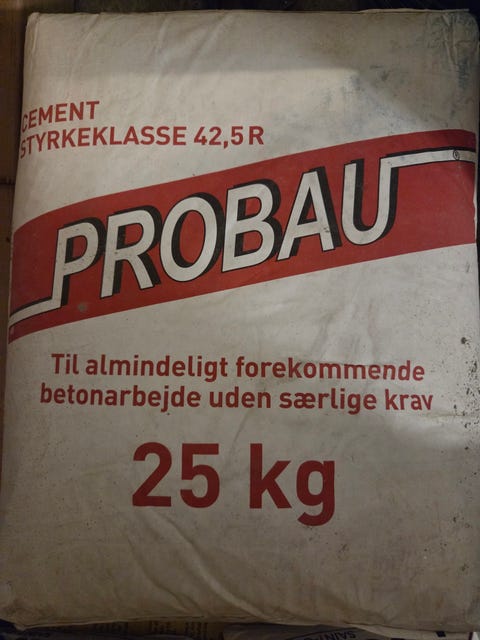 CEMENT
STYRKEKLASSE 42,5 R
PROBAU
®
Til almindeligt forekommende
betonarbejde uden særlige krav
25 kg